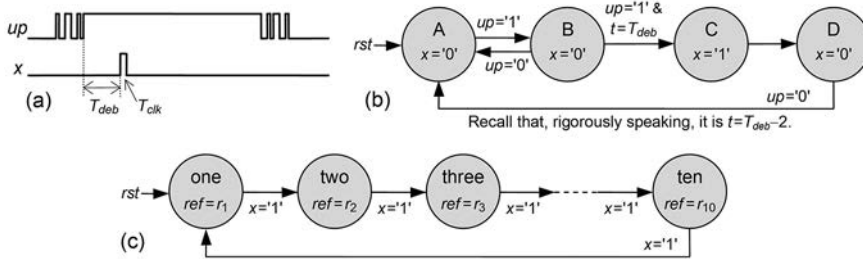 up
x
(a)
T_deb
T_clk
rst
A
x='0'
up='1'
up='0'
B
x='0'
up='1' &
t=T_deb
C
x='1'
D
x='0'
up='0'
(b)
Recall that, rigorously speaking, it is t=T_deb–2.
rst
one
ref=r_1
x='1'
two
ref=r_2
x='1'
three
ref=r_3
x='1'
x='1'
ten
ref=r_10
x='1'
(c)